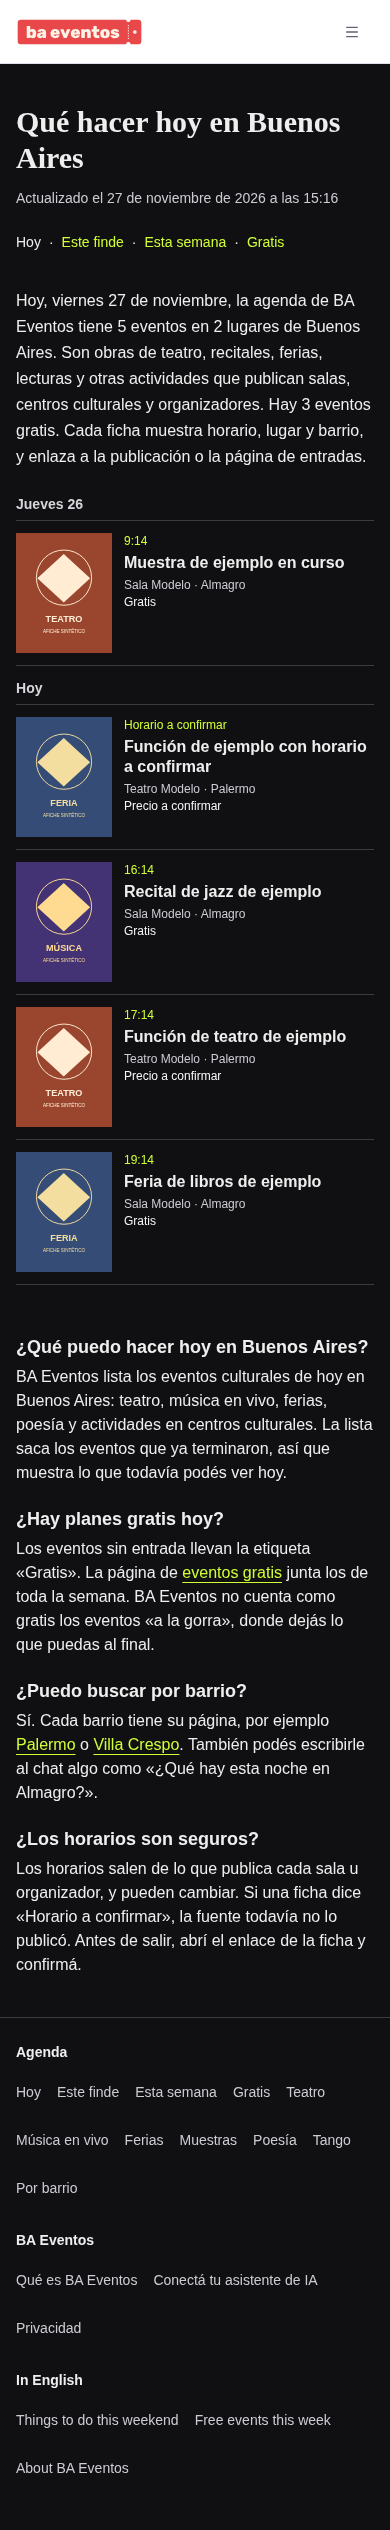 ba eventos
Qué hacer hoy en Buenos
Aires
Actualizado el 27 de noviembre de 2026 a las 15:16
Hoy · Este finde · Esta semana · Gratis
Hoy, viernes 27 de noviembre, la agenda de BA
Eventos tiene 5 eventos en 2 lugares de Buenos
Aires. Son obras de teatro, recitales, ferias,
lecturas y otras actividades que publican salas,
centros culturales y organizadores. Hay 3 eventos
gratis. Cada ficha muestra horario, lugar y barrio,
y enlaza a la publicación o la página de entradas.
Jueves 26
TEATRO
AFICHE SINTÉTICO
9:14
Muestra de ejemplo en curso
Sala Modelo · Almagro
Gratis
Hoy
FERIA
AFICHE SINTÉTICO
Horario a confirmar
Función de ejemplo con horario
a confirmar
Teatro Modelo · Palermo
Precio a confirmar
MÚSICA
AFICHE SINTÉTICO
16:14
Recital de jazz de ejemplo
Sala Modelo · Almagro
Gratis
TEATRO
AFICHE SINTÉTICO
17:14
Función de teatro de ejemplo
Teatro Modelo · Palermo
Precio a confirmar
FERIA
AFICHE SINTÉTICO
19:14
Feria de libros de ejemplo
Sala Modelo · Almagro
Gratis
¿Qué puedo hacer hoy en Buenos Aires?
BA Eventos lista los eventos culturales de hoy en
Buenos Aires: teatro, música en vivo, ferias,
poesía y actividades en centros culturales. La lista
saca los eventos que ya terminaron, así que
muestra lo que todavía podés ver hoy.
¿Hay planes gratis hoy?
Los eventos sin entrada llevan la etiqueta
«Gratis». La página de eventos gratis junta los de
toda la semana. BA Eventos no cuenta como
gratis los eventos «a la gorra», donde dejás lo
que puedas al final.
¿Puedo buscar por barrio?
Sí. Cada barrio tiene su página, por ejemplo
Palermo o Villa Crespo. También podés escribirle
al chat algo como «¿Qué hay esta noche en
Almagro?».
¿Los horarios son seguros?
Los horarios salen de lo que publica cada sala u
organizador, y pueden cambiar. Si una ficha dice
«Horario a confirmar», la fuente todavía no lo
publicó. Antes de salir, abrí el enlace de la ficha y
confirmá.
Agenda
Hoy Este finde Esta semana Gratis Teatro
Música en vivo Ferias Muestras Poesía Tango
Por barrio
BA Eventos
Qué es BA Eventos Conectá tu asistente de IA
Privacidad
In English
Things to do this weekend Free events this week
About BA Eventos